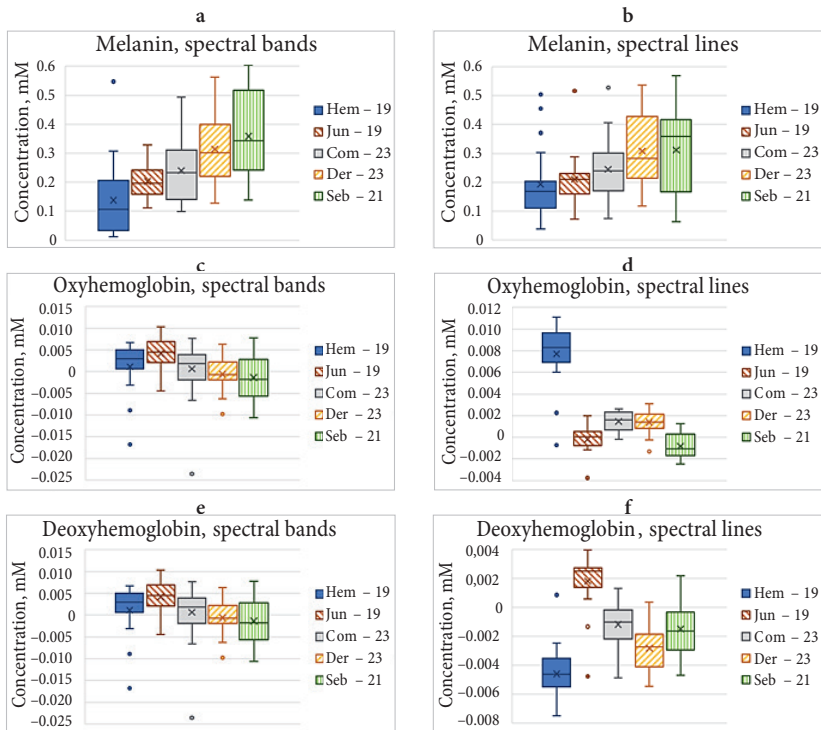 a
Melanin, spectral bands
Concentration, mM
0.6
0.5
0.4
0.3
0.2
0.1
0
Hem – 19
Jun – 19
Com – 23
Der – 23
Seb – 21
b
Melanin, spectral lines
Concentration, mM
0.6
0.5
0.4
0.3
0.2
0.1
0
Hem – 19
Jun – 19
Com – 23
Der – 23
Seb – 21
c
Oxyhemoglobin, spectral bands
Concentration, mM
0.015
0.010
0.005
0
−0.005
−0.010
−0.015
−0.020
−0.025
Hem – 19
Jun – 19
Com – 23
Der – 23
Seb – 21
d
Oxyhemoglobin, spectral lines
Concentration, mM
0.012
0.010
0.008
0.006
0.004
0.002
0
−0.002
−0.004
Hem – 19
Jun – 19
Com – 23
Der – 23
Seb – 21
e
Deoxyhemoglobin, spectral bands
Concentration, mM
0.015
0.010
0.005
0
−0.005
−0.010
−0.015
−0.020
−0.025
Hem – 19
Jun – 19
Com – 23
Der – 23
Seb – 21
f
Deoxyhemoglobin, spectral lines
Concentration, mM
0,004
0,002
0
−0.002
−0.004
−0.006
−0.008
Hem – 19
Jun – 19
Com – 23
Der – 23
Seb – 21